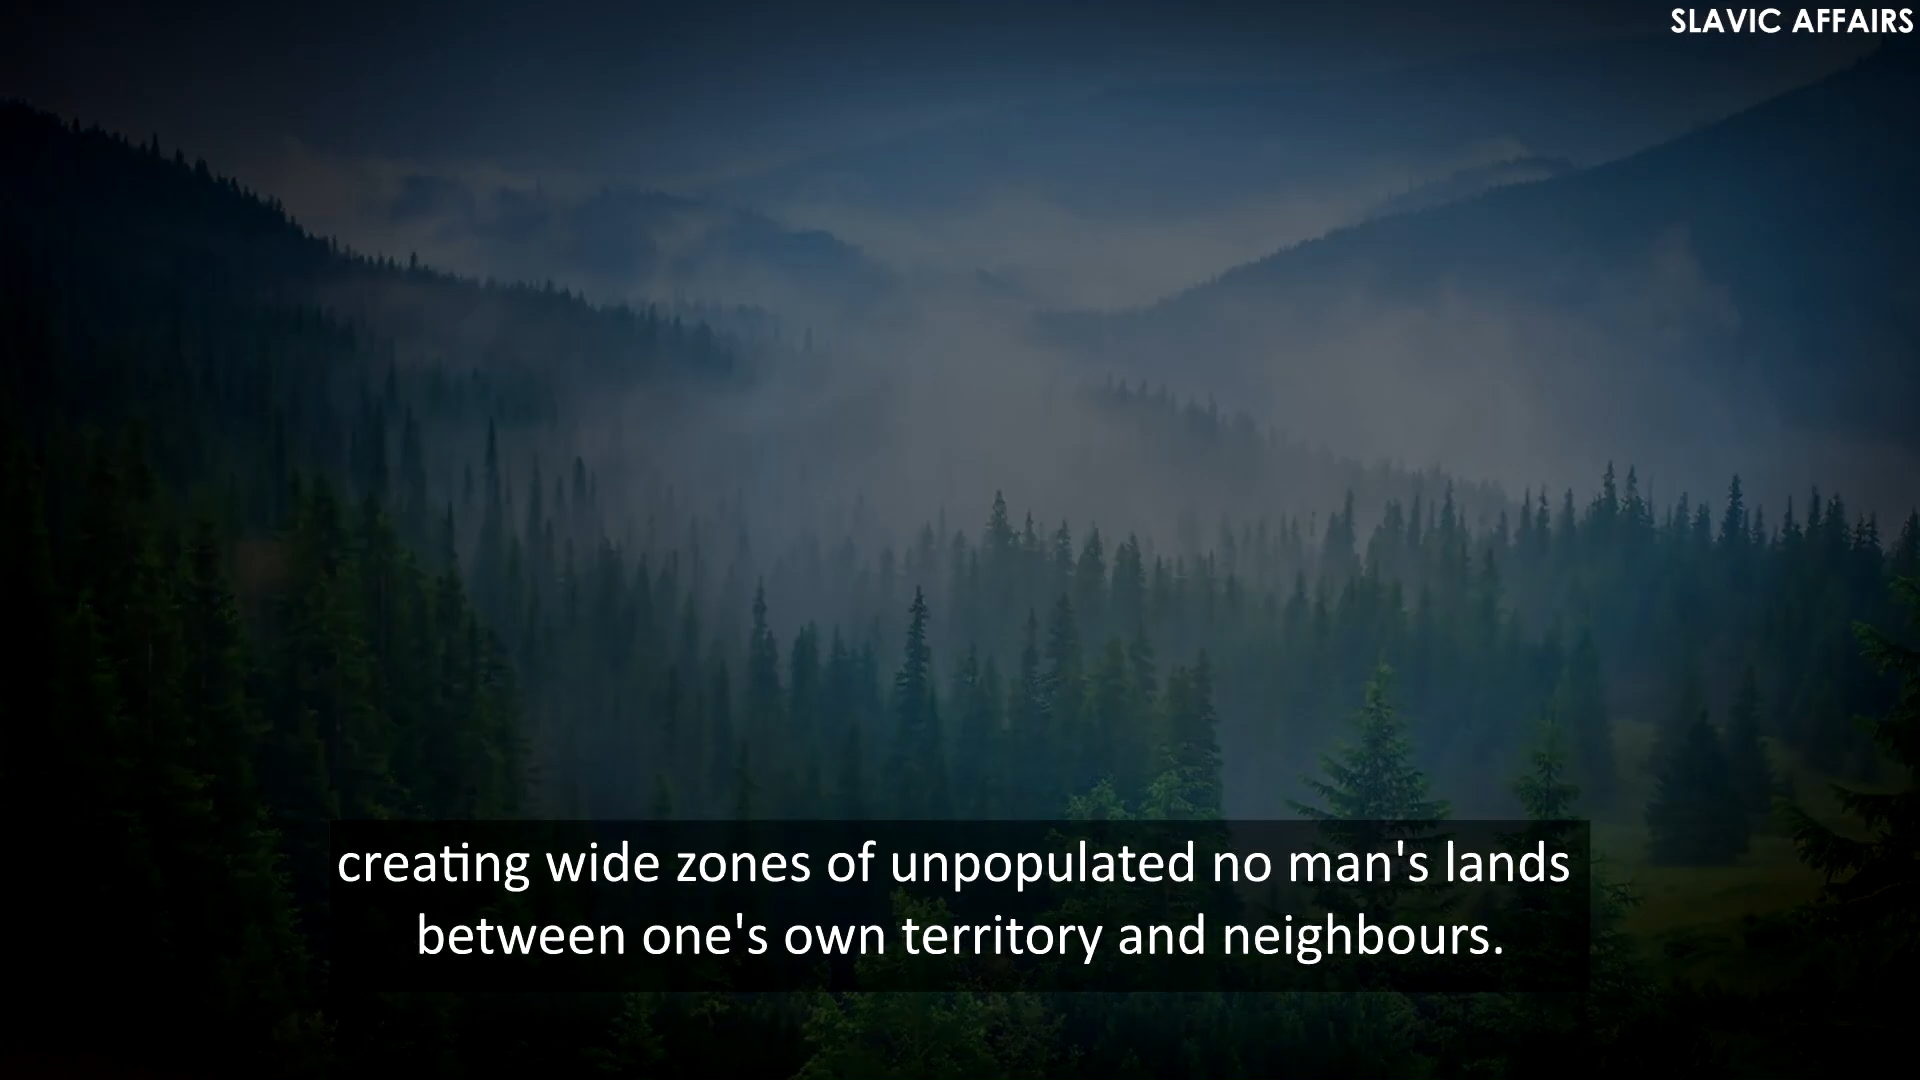 SLAVIC AFFAIRS
creating wide zones of unpopulated no man's lands
between one's own territory and neighbours.